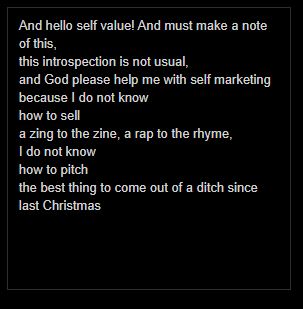 And hello self value! And must make a note
of this,
this introspection is not usual,
and God please help me with self marketing
because I do not know
how to sell
a zing to the zine, a rap to the rhyme,
I do not know
how to pitch
the best thing to come out of a ditch since
last Christmas